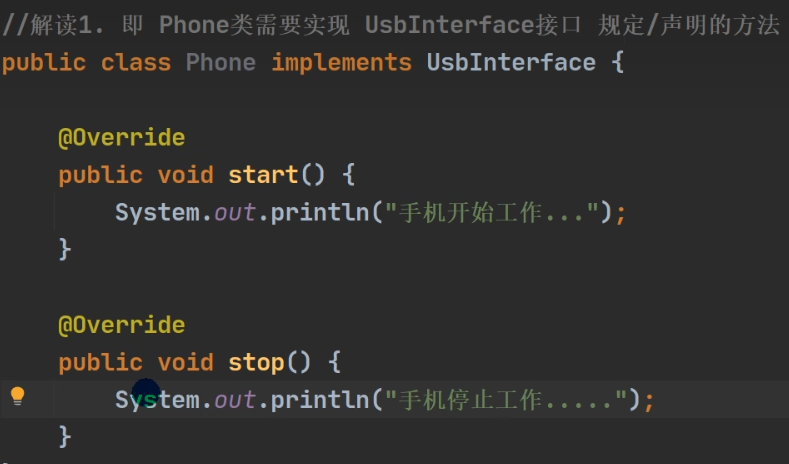 //解读1. 即 Phone类需要实现 UsbInterface接口 规定/声明的方法
public class Phone implements UsbInterface {
@Override
public void start() {
System.out.println("手机开始工作...");
}
@Override
public void stop() {
System.out.println("手机停止工作.....");
}